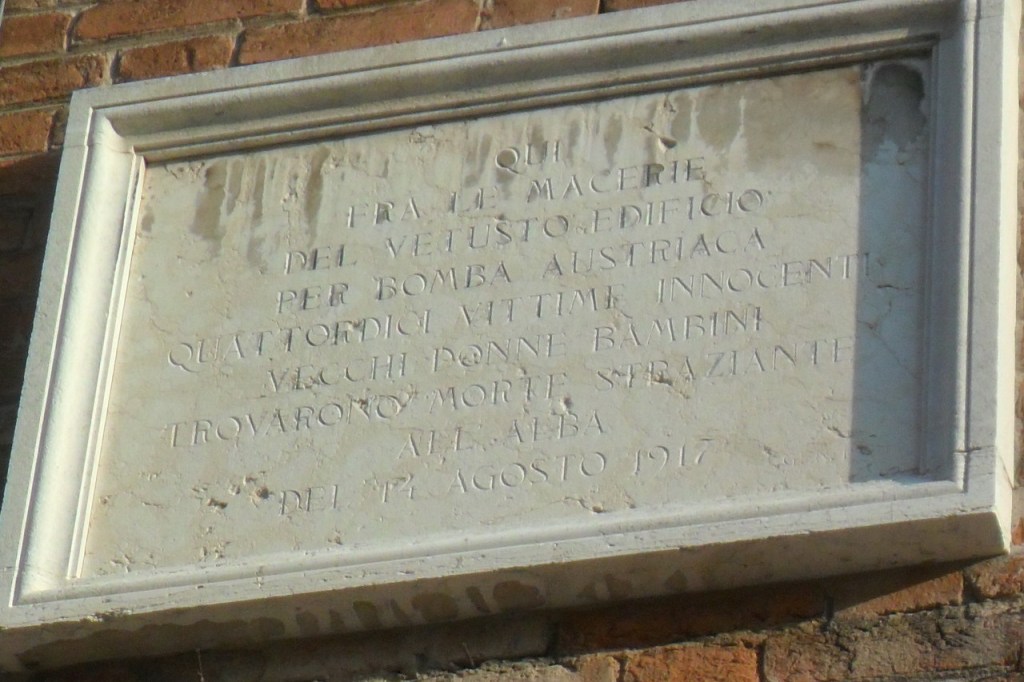 QUI
FRA LE MACERIE
DEL VETUSTO EDIFICIO
PER BOMBA AUSTRIACA
QUATTORDICI VITTIME INNOCENTI
VECCHI DONNE BAMBINI
TROVARONO MORTE STRAZIANTE
ALL'ALBA
DEL 14 AGOSTO 1917